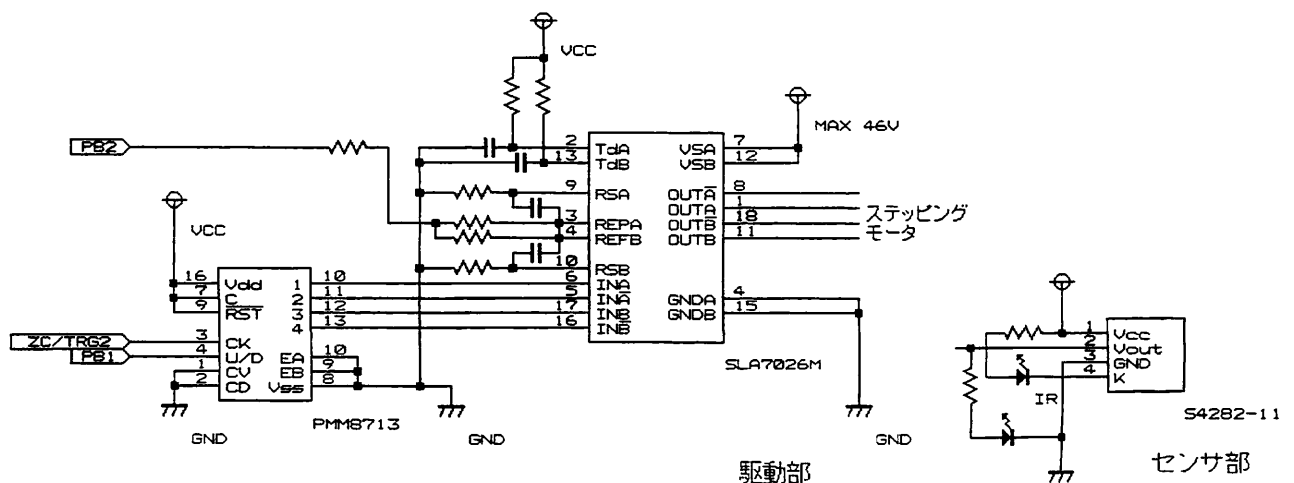 VCC
PB2
MAX 46V
2 TdA VSA 7
13 TdB VSB 12
9 RSA OUTA̅ 8
OUTA 1
3 REPA OUTB̅ 18
4 REFB OUTB 11
ステッピング
モータ
10 RSB
6 INA
5 INA̅ GNDA 4
17 INB GNDB 15
16 INB̅
SLA7026M
VCC
16 Vdd 1 10
7 C 2 11
9 R̅S̅T̅ 3 12
4 13
ZC/TRG2 3 CK
PB1 4 U/D EA 10
1 CV EB 9
2 CD Vss 8
PMM8713
GND
GND
GND
駆動部
1 Vcc
2 Vout
3 GND
4 K
IR
S4282-11
センサ部